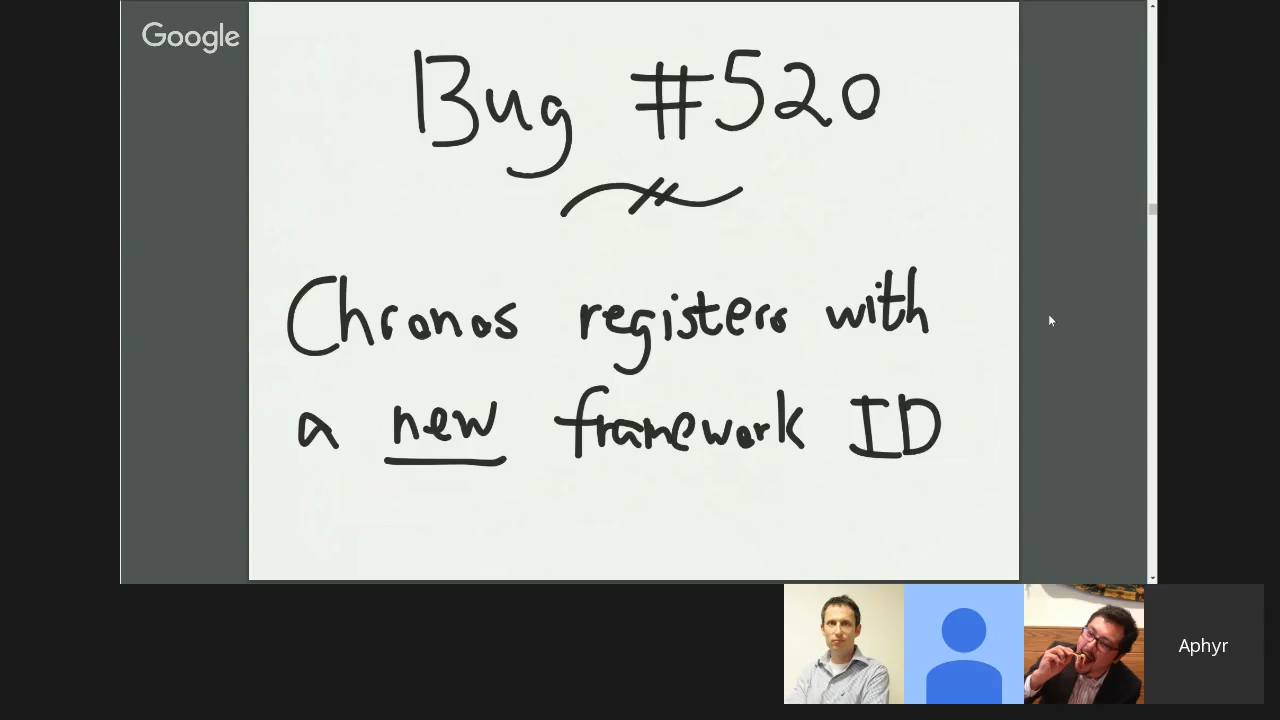 Google
Bug #520
Chronos registers with
a new framework ID
Aphyr